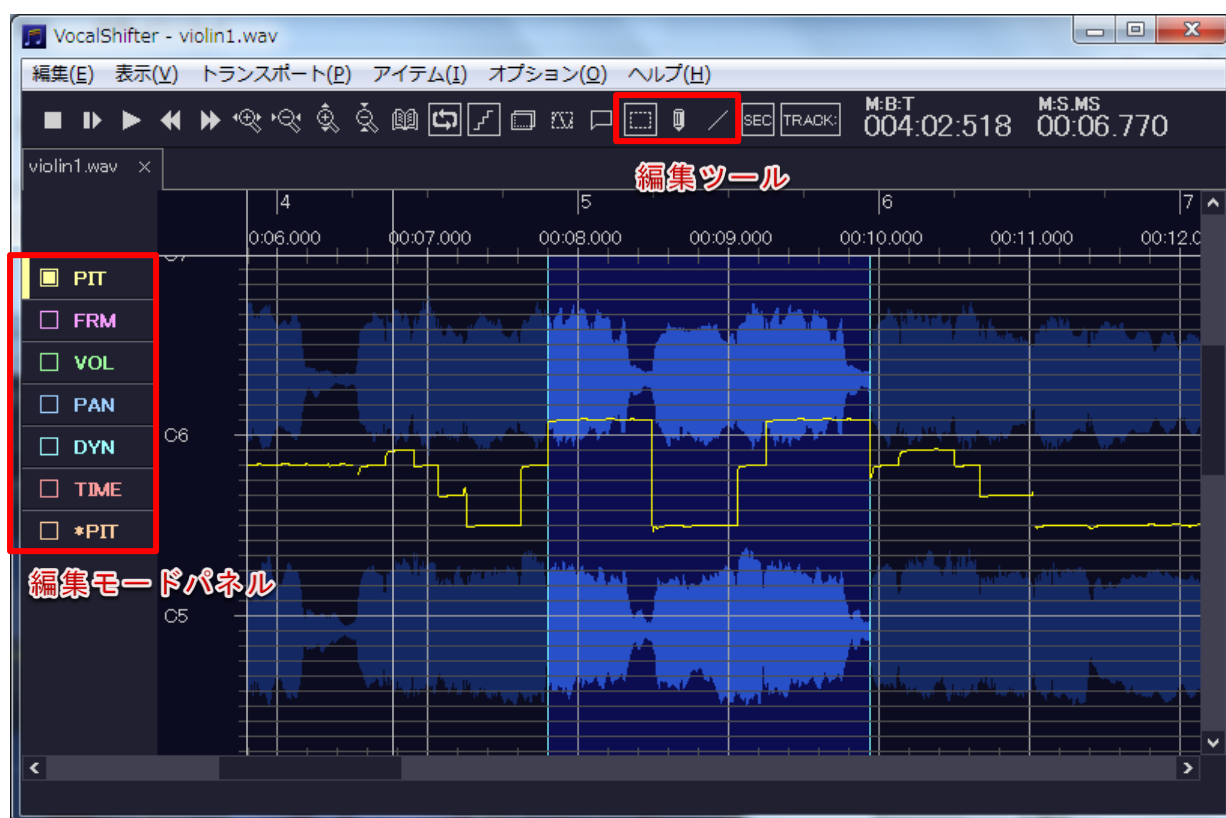 VocalShifter - violin1.wav
編集(E) 表示(V) トランスポート(P) アイテム(I) オプション(O) ヘルプ(H)
SEC TRACK:
M:B:T
004:02:518
M:S.MS
00:06.770
violin1.wav
編集ツール
4 5 6 7
0:06.000 00:07.000 00:08.000 00:09.000 00:10.000 00:11.000 00:12.0
PIT
FRM
VOL
PAN
DYN
TIME
*PIT
編集モードパネル
C6
C5